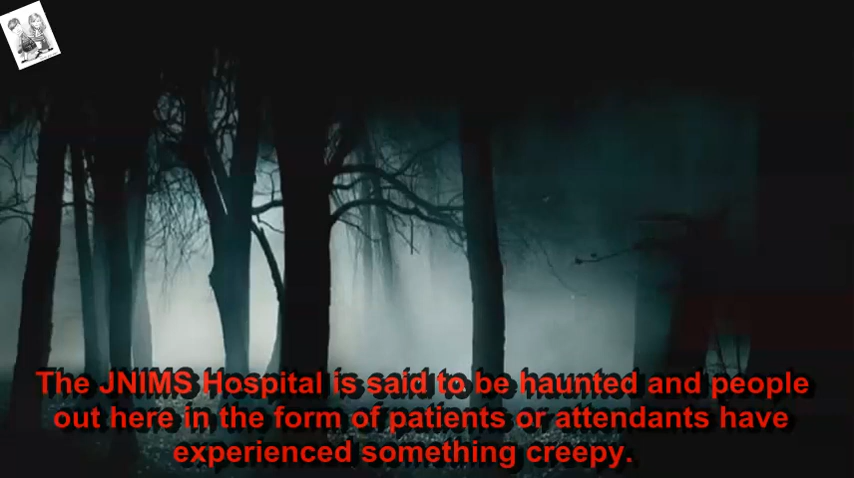 The JNIMS Hospital is said to be haunted and people
out here in the form of patients or attendants have
experienced something creepy.